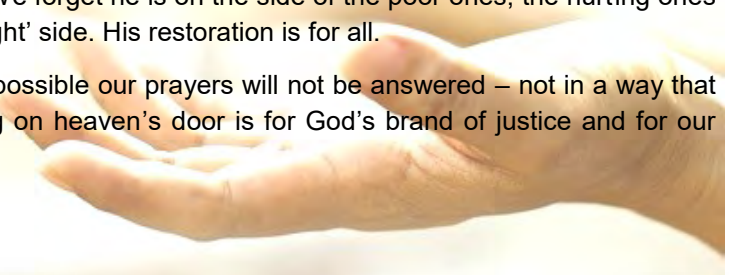 forget he is on the side of the poor ones, the hurting ones
ght’ side. His restoration is for all.
possible our prayers will not be answered – not in a way that
g on heaven’s door is for God’s brand of justice and for our